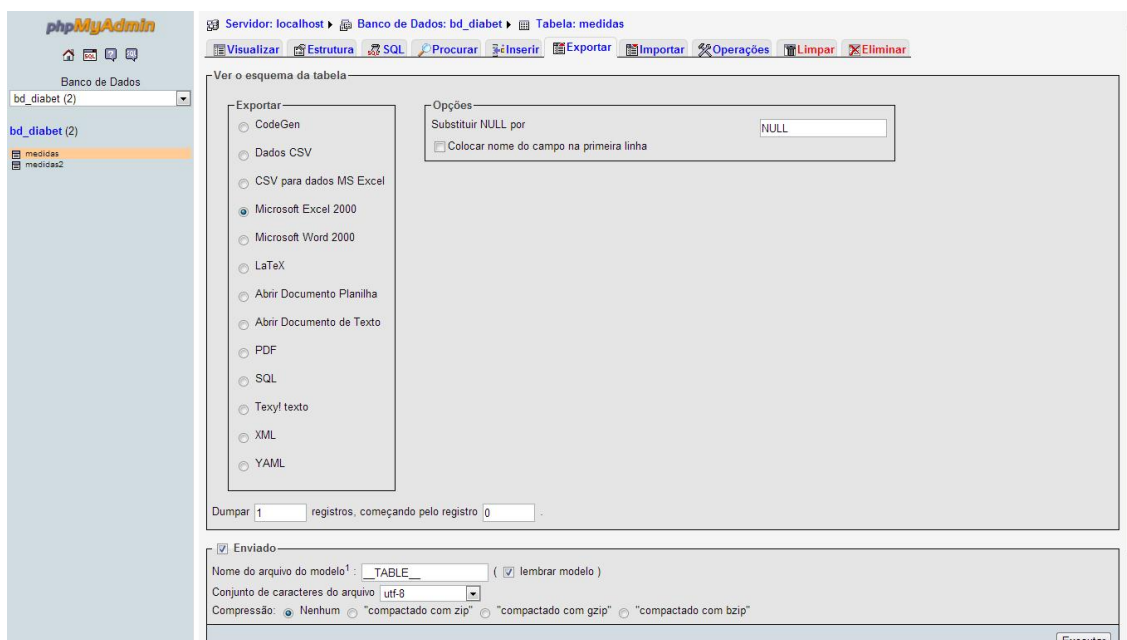 phpMyAdmin
Banco de Dados
bd_diabet (2)
bd_diabet (2)
medidas
medidas2
Servidor: localhost ▸ Banco de Dados: bd_diabet ▸ Tabela: medidas
Visualizar Estrutura SQL Procurar Inserir Exportar Importar Operações Limpar Eliminar
Ver o esquema da tabela
Exportar
CodeGen
Dados CSV
CSV para dados MS Excel
Microsoft Excel 2000
Microsoft Word 2000
LaTeX
Abrir Documento Planilha
Abrir Documento de Texto
PDF
SQL
Texy! texto
XML
YAML
Opções
Substituir NULL por NULL
Colocar nome do campo na primeira linha
Dumpar 1 registros, começando pelo registro 0 .
Enviado
Nome do arquivo do modelo¹ : __TABLE__ ( lembrar modelo )
Conjunto de caracteres do arquivo utf-8
Compressão: Nenhum "compactado com zip" "compactado com gzip" "compactado com bzip"
Executar